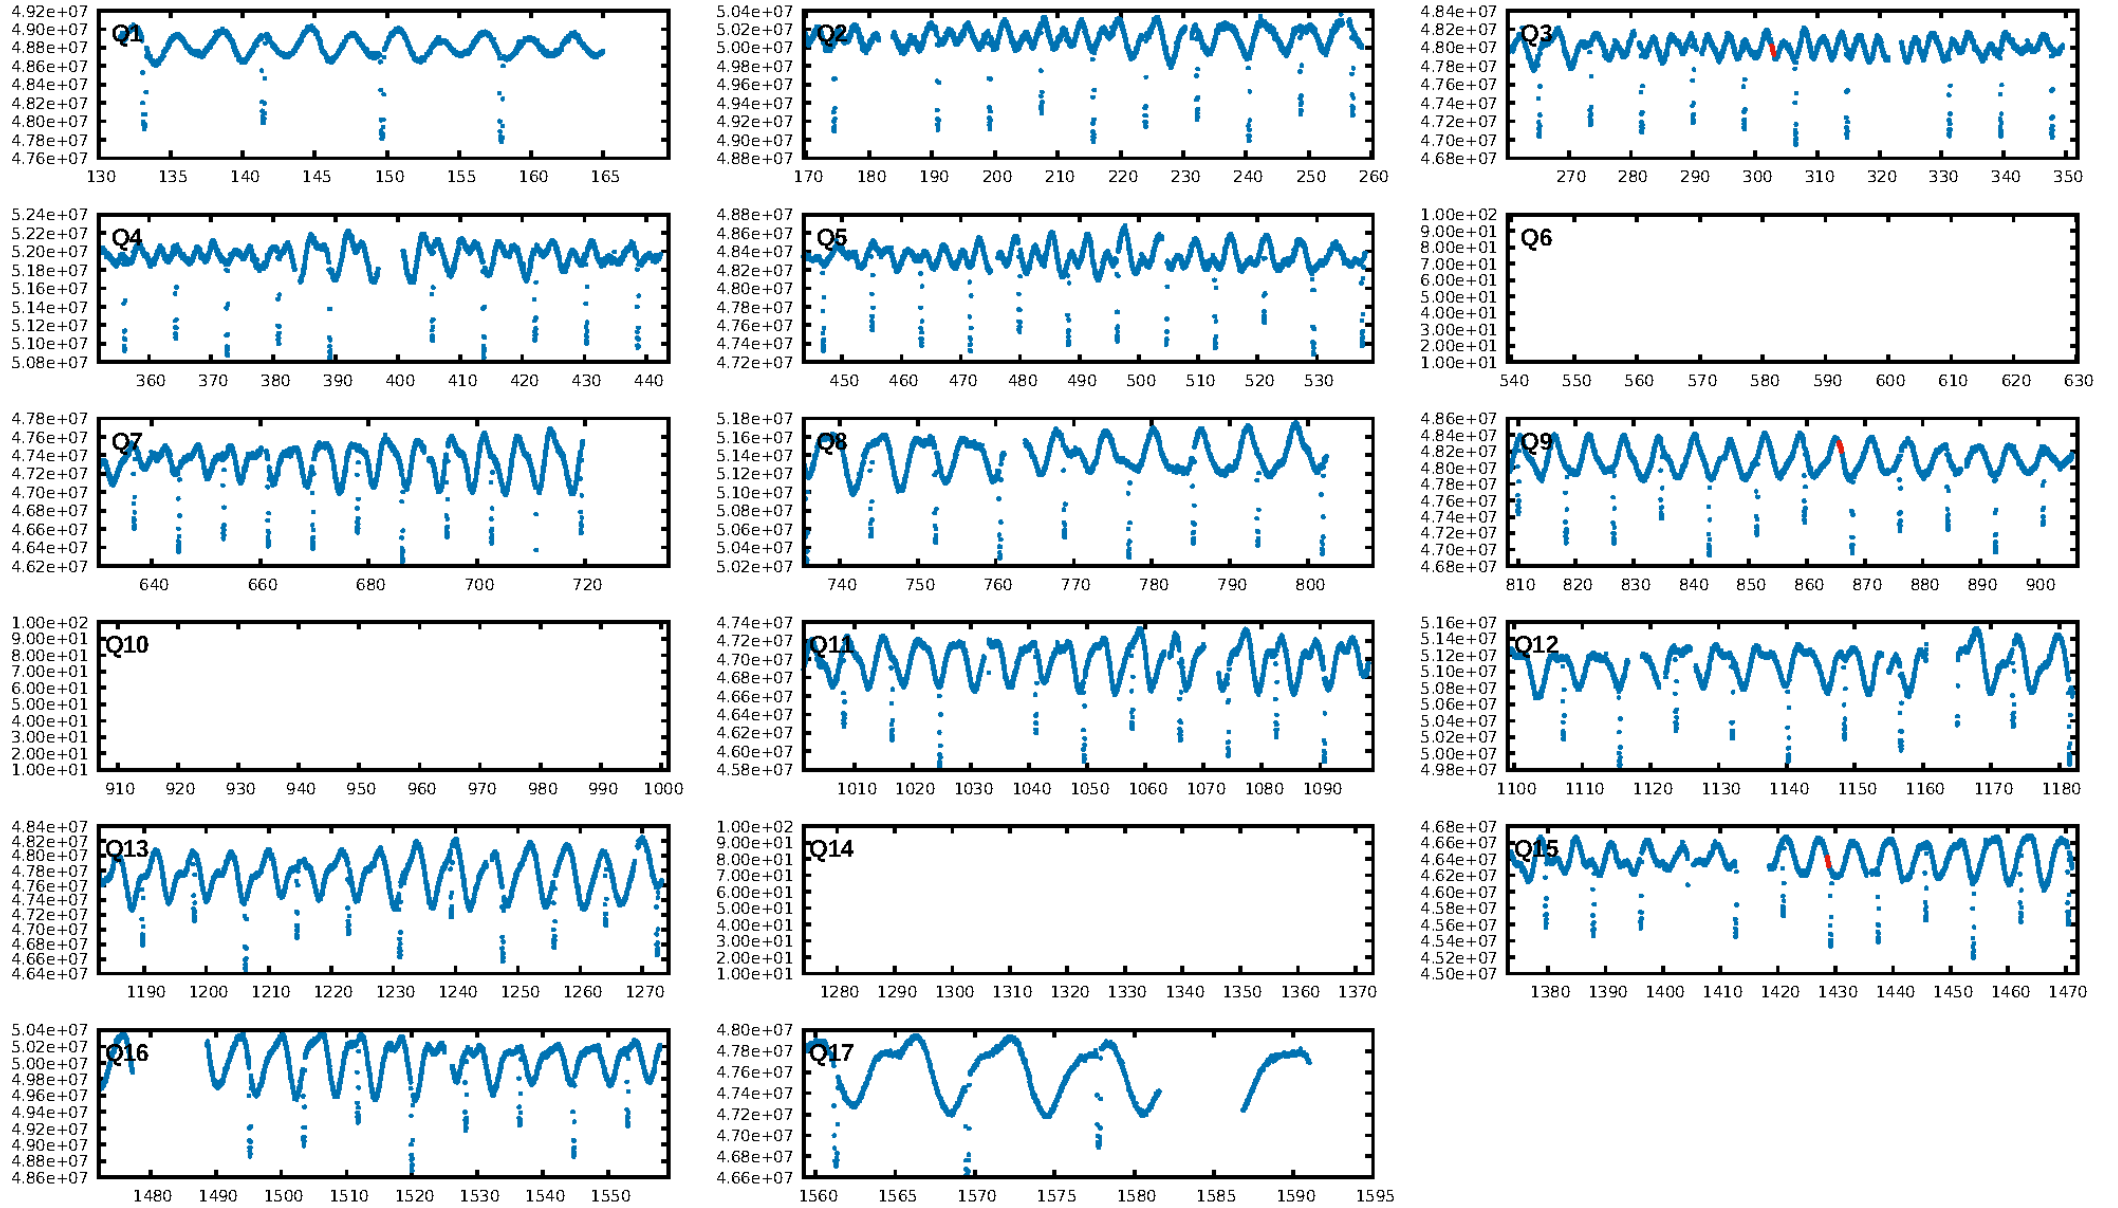 Q1
4.92e+07
4.90e+07
4.88e+07
4.86e+07
4.84e+07
4.82e+07
4.80e+07
4.78e+07
4.76e+07
130 135 140 145 150 155 160 165
Q2
5.04e+07
5.02e+07
5.00e+07
4.98e+07
4.96e+07
4.94e+07
4.92e+07
4.90e+07
4.88e+07
170 180 190 200 210 220 230 240 250 260
Q3
4.84e+07
4.82e+07
4.80e+07
4.78e+07
4.76e+07
4.74e+07
4.72e+07
4.70e+07
4.68e+07
270 280 290 300 310 320 330 340 350
Q4
5.24e+07
5.22e+07
5.20e+07
5.18e+07
5.16e+07
5.14e+07
5.12e+07
5.10e+07
5.08e+07
360 370 380 390 400 410 420 430 440
Q5
4.88e+07
4.86e+07
4.84e+07
4.82e+07
4.80e+07
4.78e+07
4.76e+07
4.74e+07
4.72e+07
450 460 470 480 490 500 510 520 530
Q6
1.00e+02
9.00e+01
8.00e+01
7.00e+01
6.00e+01
5.00e+01
4.00e+01
3.00e+01
2.00e+01
1.00e+01
540 550 560 570 580 590 600 610 620 630
Q7
4.78e+07
4.76e+07
4.74e+07
4.72e+07
4.70e+07
4.68e+07
4.66e+07
4.64e+07
4.62e+07
640 660 680 700 720
Q8
5.18e+07
5.16e+07
5.14e+07
5.12e+07
5.10e+07
5.08e+07
5.06e+07
5.04e+07
5.02e+07
740 750 760 770 780 790 800
Q9
4.86e+07
4.84e+07
4.82e+07
4.80e+07
4.78e+07
4.76e+07
4.74e+07
4.72e+07
4.70e+07
4.68e+07
810 820 830 840 850 860 870 880 890 900
Q10
1.00e+02
9.00e+01
8.00e+01
7.00e+01
6.00e+01
5.00e+01
4.00e+01
3.00e+01
2.00e+01
1.00e+01
910 920 930 940 950 960 970 980 990 1000
Q11
4.74e+07
4.72e+07
4.70e+07
4.68e+07
4.66e+07
4.64e+07
4.62e+07
4.60e+07
4.58e+07
1010 1020 1030 1040 1050 1060 1070 1080 1090
Q12
5.16e+07
5.14e+07
5.12e+07
5.10e+07
5.08e+07
5.06e+07
5.04e+07
5.02e+07
5.00e+07
4.98e+07
1100 1110 1120 1130 1140 1150 1160 1170 1180
Q13
4.84e+07
4.82e+07
4.80e+07
4.78e+07
4.76e+07
4.74e+07
4.72e+07
4.70e+07
4.68e+07
4.66e+07
4.64e+07
1190 1200 1210 1220 1230 1240 1250 1260 1270
Q14
1.00e+02
9.00e+01
8.00e+01
7.00e+01
6.00e+01
5.00e+01
4.00e+01
3.00e+01
2.00e+01
1.00e+01
1280 1290 1300 1310 1320 1330 1340 1350 1360 1370
Q15
4.68e+07
4.66e+07
4.64e+07
4.62e+07
4.60e+07
4.58e+07
4.56e+07
4.54e+07
4.52e+07
4.50e+07
1380 1390 1400 1410 1420 1430 1440 1450 1460 1470
Q16
5.04e+07
5.02e+07
5.00e+07
4.98e+07
4.96e+07
4.94e+07
4.92e+07
4.90e+07
4.88e+07
4.86e+07
1480 1490 1500 1510 1520 1530 1540 1550
Q17
4.80e+07
4.78e+07
4.76e+07
4.74e+07
4.72e+07
4.70e+07
4.68e+07
4.66e+07
1560 1565 1570 1575 1580 1585 1590 1595